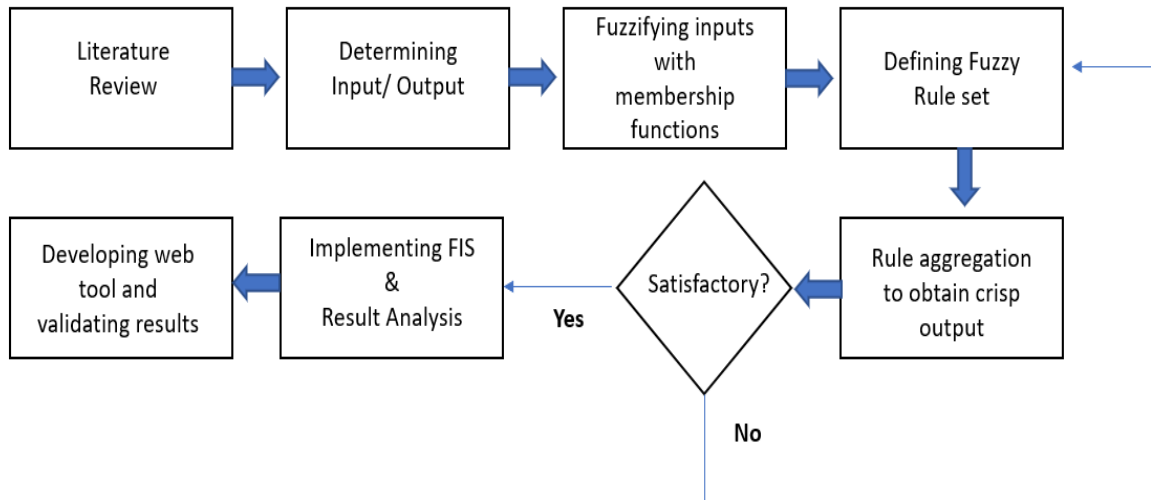 Literature
Review
Determining
Input/ Output
Fuzzifying inputs
with
membership
functions
Defining Fuzzy
Rule set
Rule aggregation
to obtain crisp
output
Satisfactory?
Yes
No
Implementing FIS
&
Result Analysis
Developing web
tool and
validating results